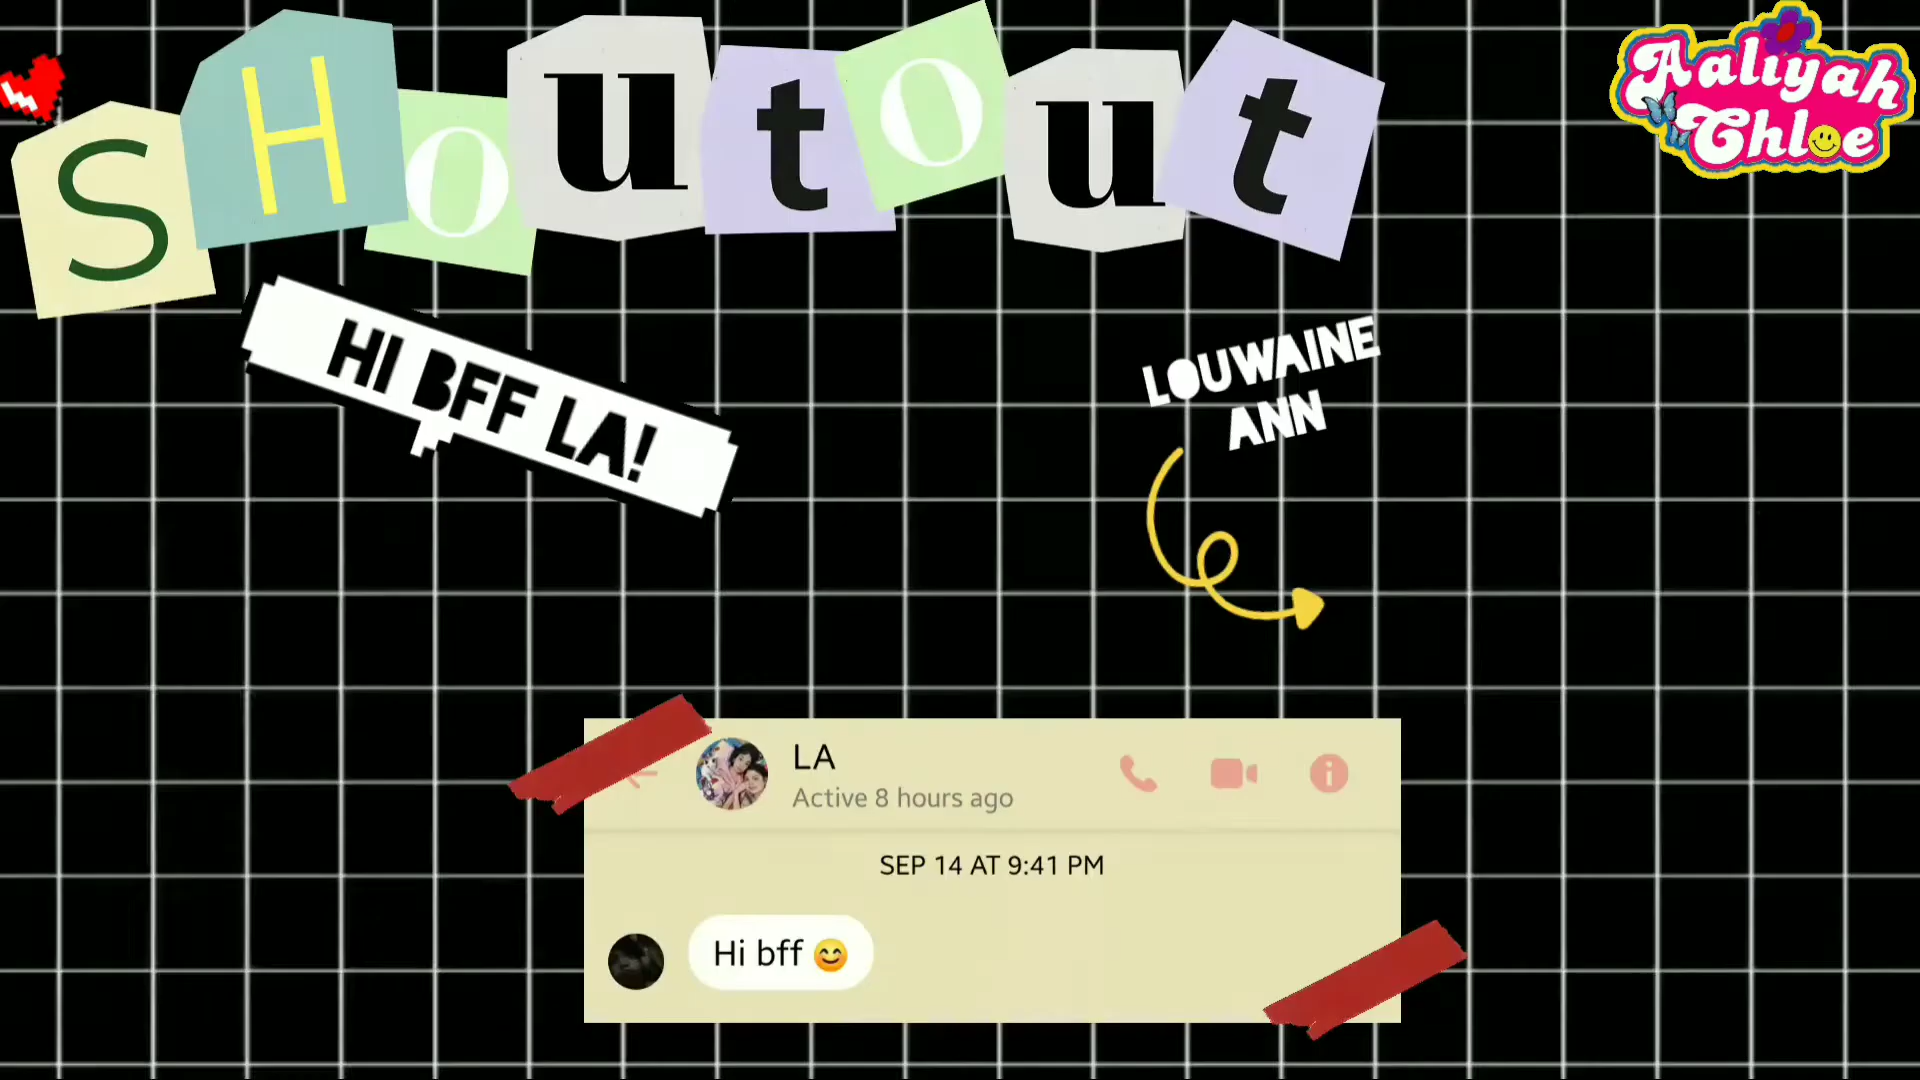 SHOUTOUT
Aaliyah
Chloe
HI BFF LA!
LOUWAINE
ANN
LA
Active 8 hours ago
SEP 14 AT 9:41 PM
Hi bff 😊